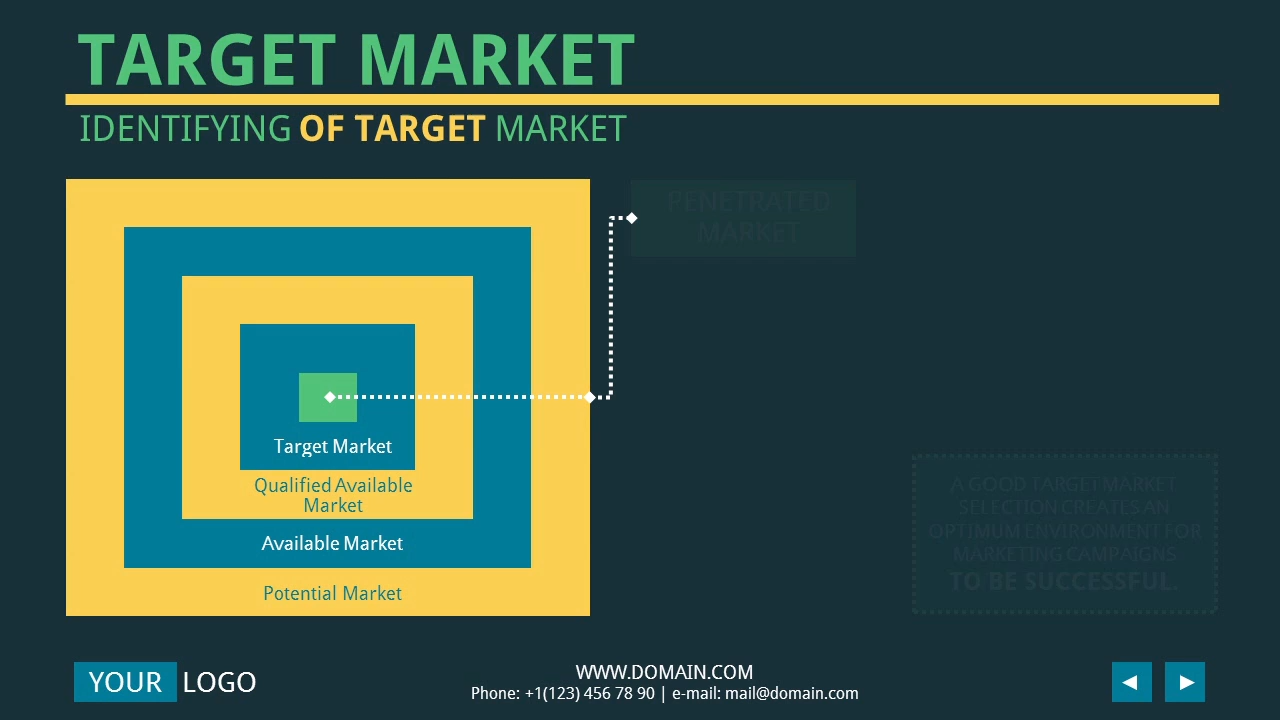 TARGET MARKET
IDENTIFYING OF TARGET MARKET
PENETRATED
MARKET
Target Market
Qualified Available
Market
Available Market
Potential Market
A GOOD TARGET MARKET
SELECTION CREATES AN
OPTIMUM ENVIRONMENT FOR
MARKETING CAMPAIGNS
TO BE SUCCESSFUL.
YOUR LOGO
WWW.DOMAIN.COM
Phone: +1(123) 456 78 90 | e-mail: mail@domain.com